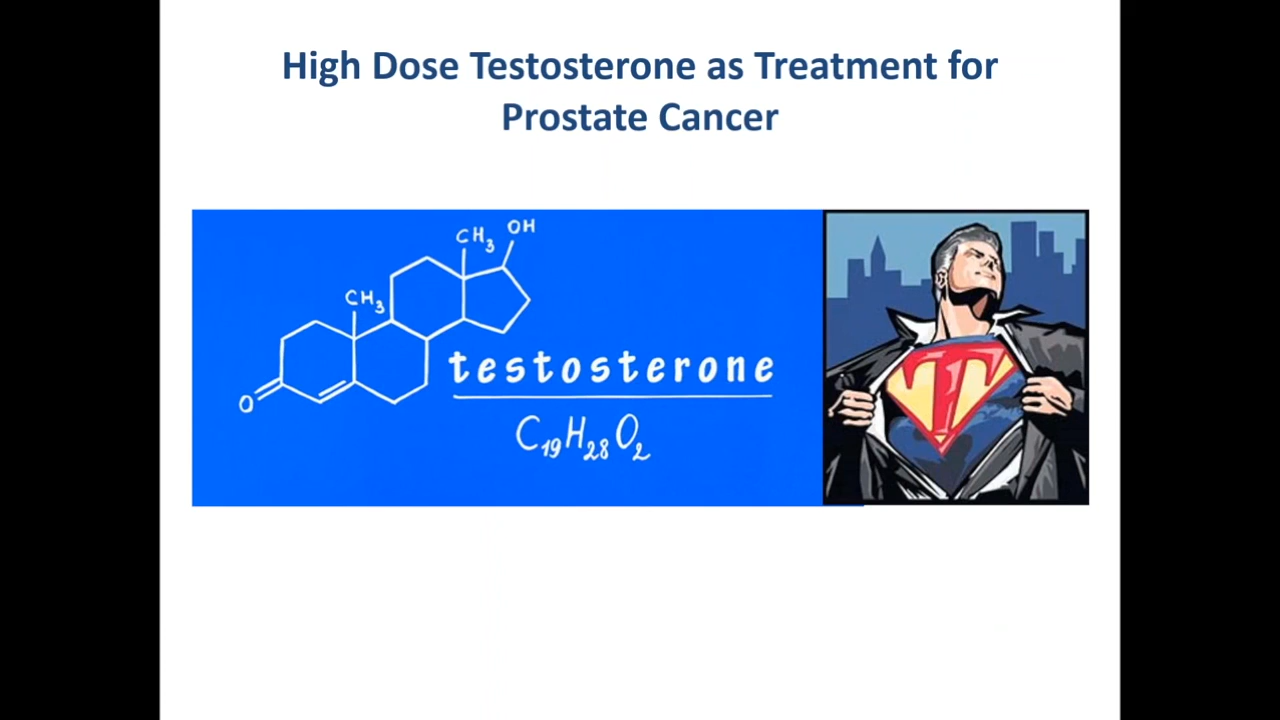 High Dose Testosterone as Treatment for
Prostate Cancer
OH
CH₃
CH₃
O
testosterone
C₁₉H₂₈O₂
T